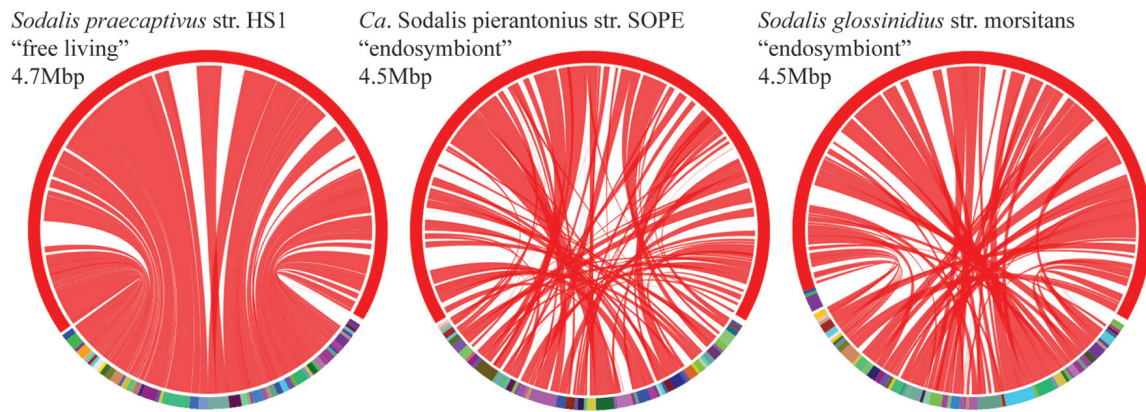 Sodalis praecaptivus str. HS1
“free living”
4.7Mbp
Ca. Sodalis pierantonius str. SOPE
“endosymbiont”
4.5Mbp
Sodalis glossinidius str. morsitans
“endosymbiont”
4.5Mbp